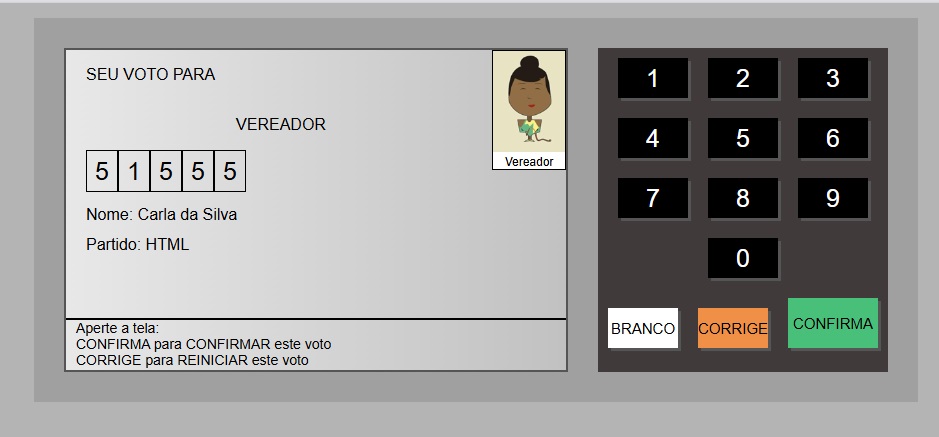 SEU VOTO PARA
VEREADOR
5 1 5 5 5
Nome: Carla da Silva
Partido: HTML
Vereador
Aperte a tela:
CONFIRMA para CONFIRMAR este voto
CORRIGE para REINICIAR este voto
1 2 3
4 5 6
7 8 9
0
BRANCO CORRIGE CONFIRMA